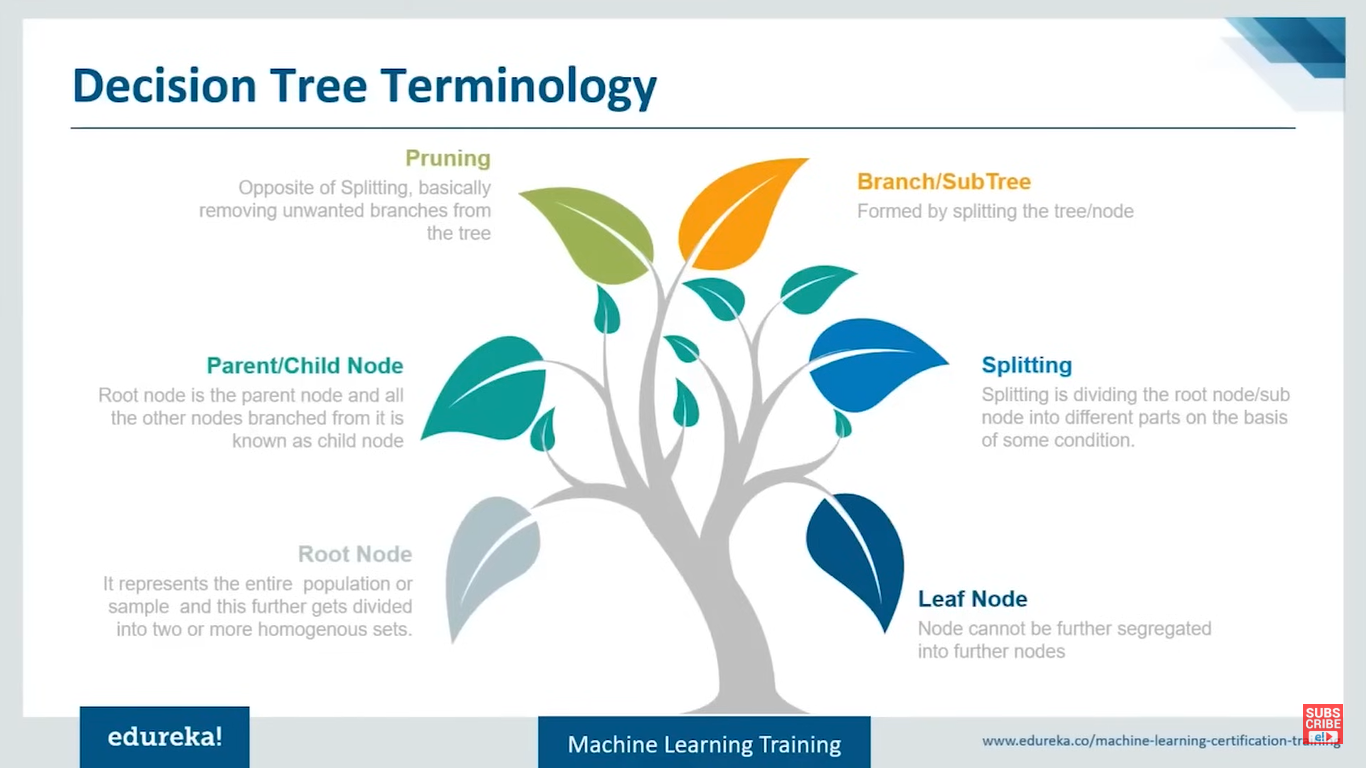 Decision Tree Terminology
Pruning
Opposite of Splitting, basically
removing unwanted branches from
the tree
Branch/SubTree
Formed by splitting the tree/node
Parent/Child Node
Root node is the parent node and all
the other nodes branched from it is
known as child node
Splitting
Splitting is dividing the root node/sub
node into different parts on the basis
of some condition.
Root Node
It represents the entire population or
sample and this further gets divided
into two or more homogenous sets.
Leaf Node
Node cannot be further segregated
into further nodes
edureka!
Machine Learning Training
www.edureka.co/machine-learning-certification-training
SUBS
CRIBE
e!